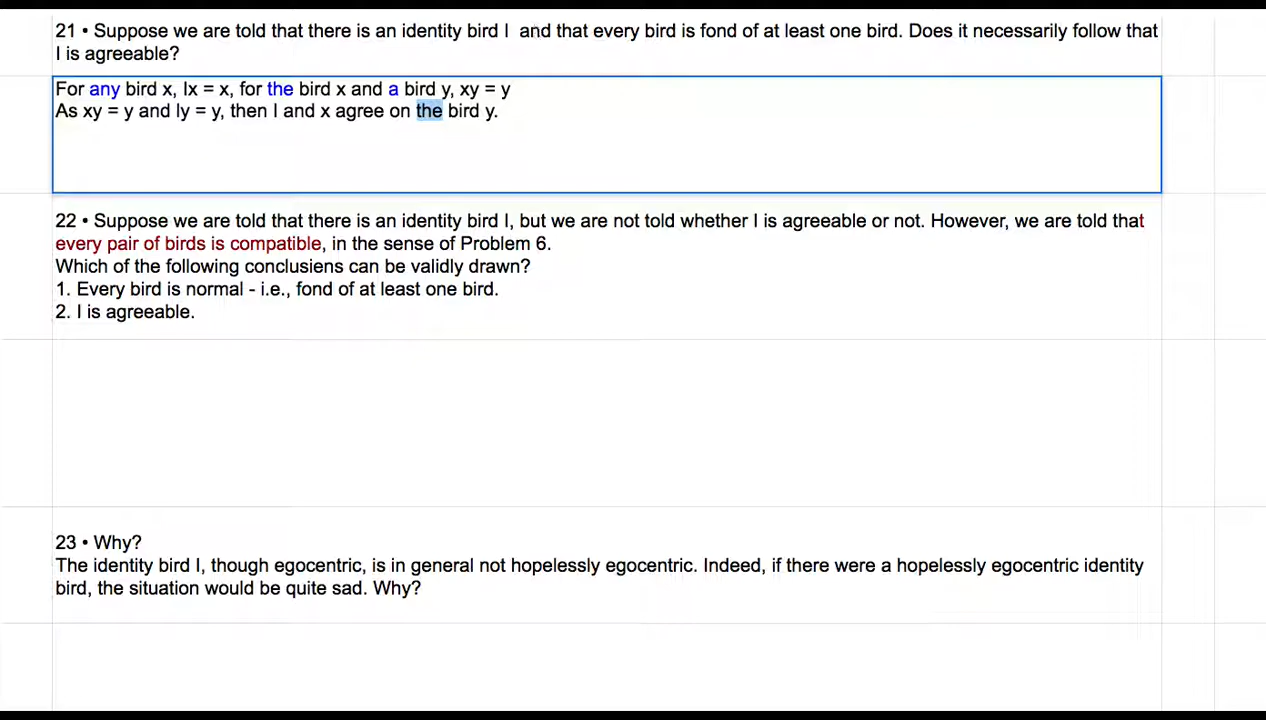 21 • Suppose we are told that there is an identity bird I  and that every bird is fond of at least one bird. Does it necessarily follow that
I is agreeable?
For any bird x, Ix = x, for the bird x and a bird y, xy = y
As xy = y and Iy = y, then I and x agree on the bird y.
22 • Suppose we are told that there is an identity bird I, but we are not told whether I is agreeable or not. However, we are told that
every pair of birds is compatible, in the sense of Problem 6.
Which of the following conclusiens can be validly drawn?
1. Every bird is normal - i.e., fond of at least one bird.
2. I is agreeable.
23 • Why?
The identity bird I, though egocentric, is in general not hopelessly egocentric. Indeed, if there were a hopelessly egocentric identity
bird, the situation would be quite sad. Why?